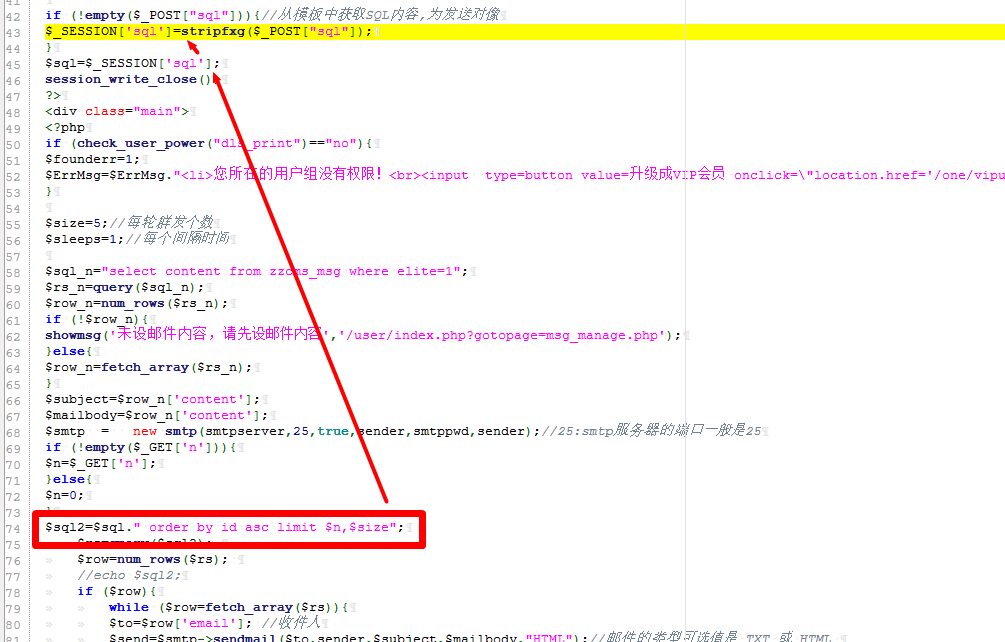 41
42 if (!empty($_POST["sql"])){//从模板中获取SQL内容,为发送对像
43 $_SESSION['sql']=stripfxg($_POST["sql"]);
44 }
45 $sql=$_SESSION['sql'];
46 session_write_close()
47 ?>
48 <div class="main">
49 <?php
50 if (check_user_power("dls_print")=="no"){
51 $founderr=1;
52 $ErrMsg=$ErrMsg."<li>您所在的用户组没有权限！<br><input type=button value=升级成VIP会员 onclick=\"location.href='/one/vipu
53 }
54
55 $size=5;//每轮群发个数
56 $sleeps=1;//每个间隔时间
57
58 $sql_n="select content from zzcms_msg where elite=1";
59 $rs_n=query($sql_n);
60 $row_n=num_rows($rs_n);
61 if (!$row_n){
62 showmsg('未设邮件内容，请先设邮件内容','/user/index.php?gotopage=msg_manage.php');
63 }else{
64 $row_n=fetch_array($rs_n);
65 }
66 $subject=$row_n['content'];
67 $mailbody=$row_n['content'];
68 $smtp = new smtp(smtpserver,25,true,sender,smtppwd,sender);//25:smtp服务器的端口一般是25
69 if (!empty($_GET['n'])){
70 $n=$_GET['n'];
71 }else{
72 $n=0;
73
74 $sql2=$sql." order by id asc limit $n,$size";
75
76 $row=num_rows($rs);
77 //echo $sql2;
78 if ($row){
79 while ($row=fetch_array($rs)){
80 $to=$row['email']; //收件人
81 $send=$smtp->sendmail($to,sender,$subject,$mailbody,"HTML");//邮件的类型可选值是 TXT 或 HTML